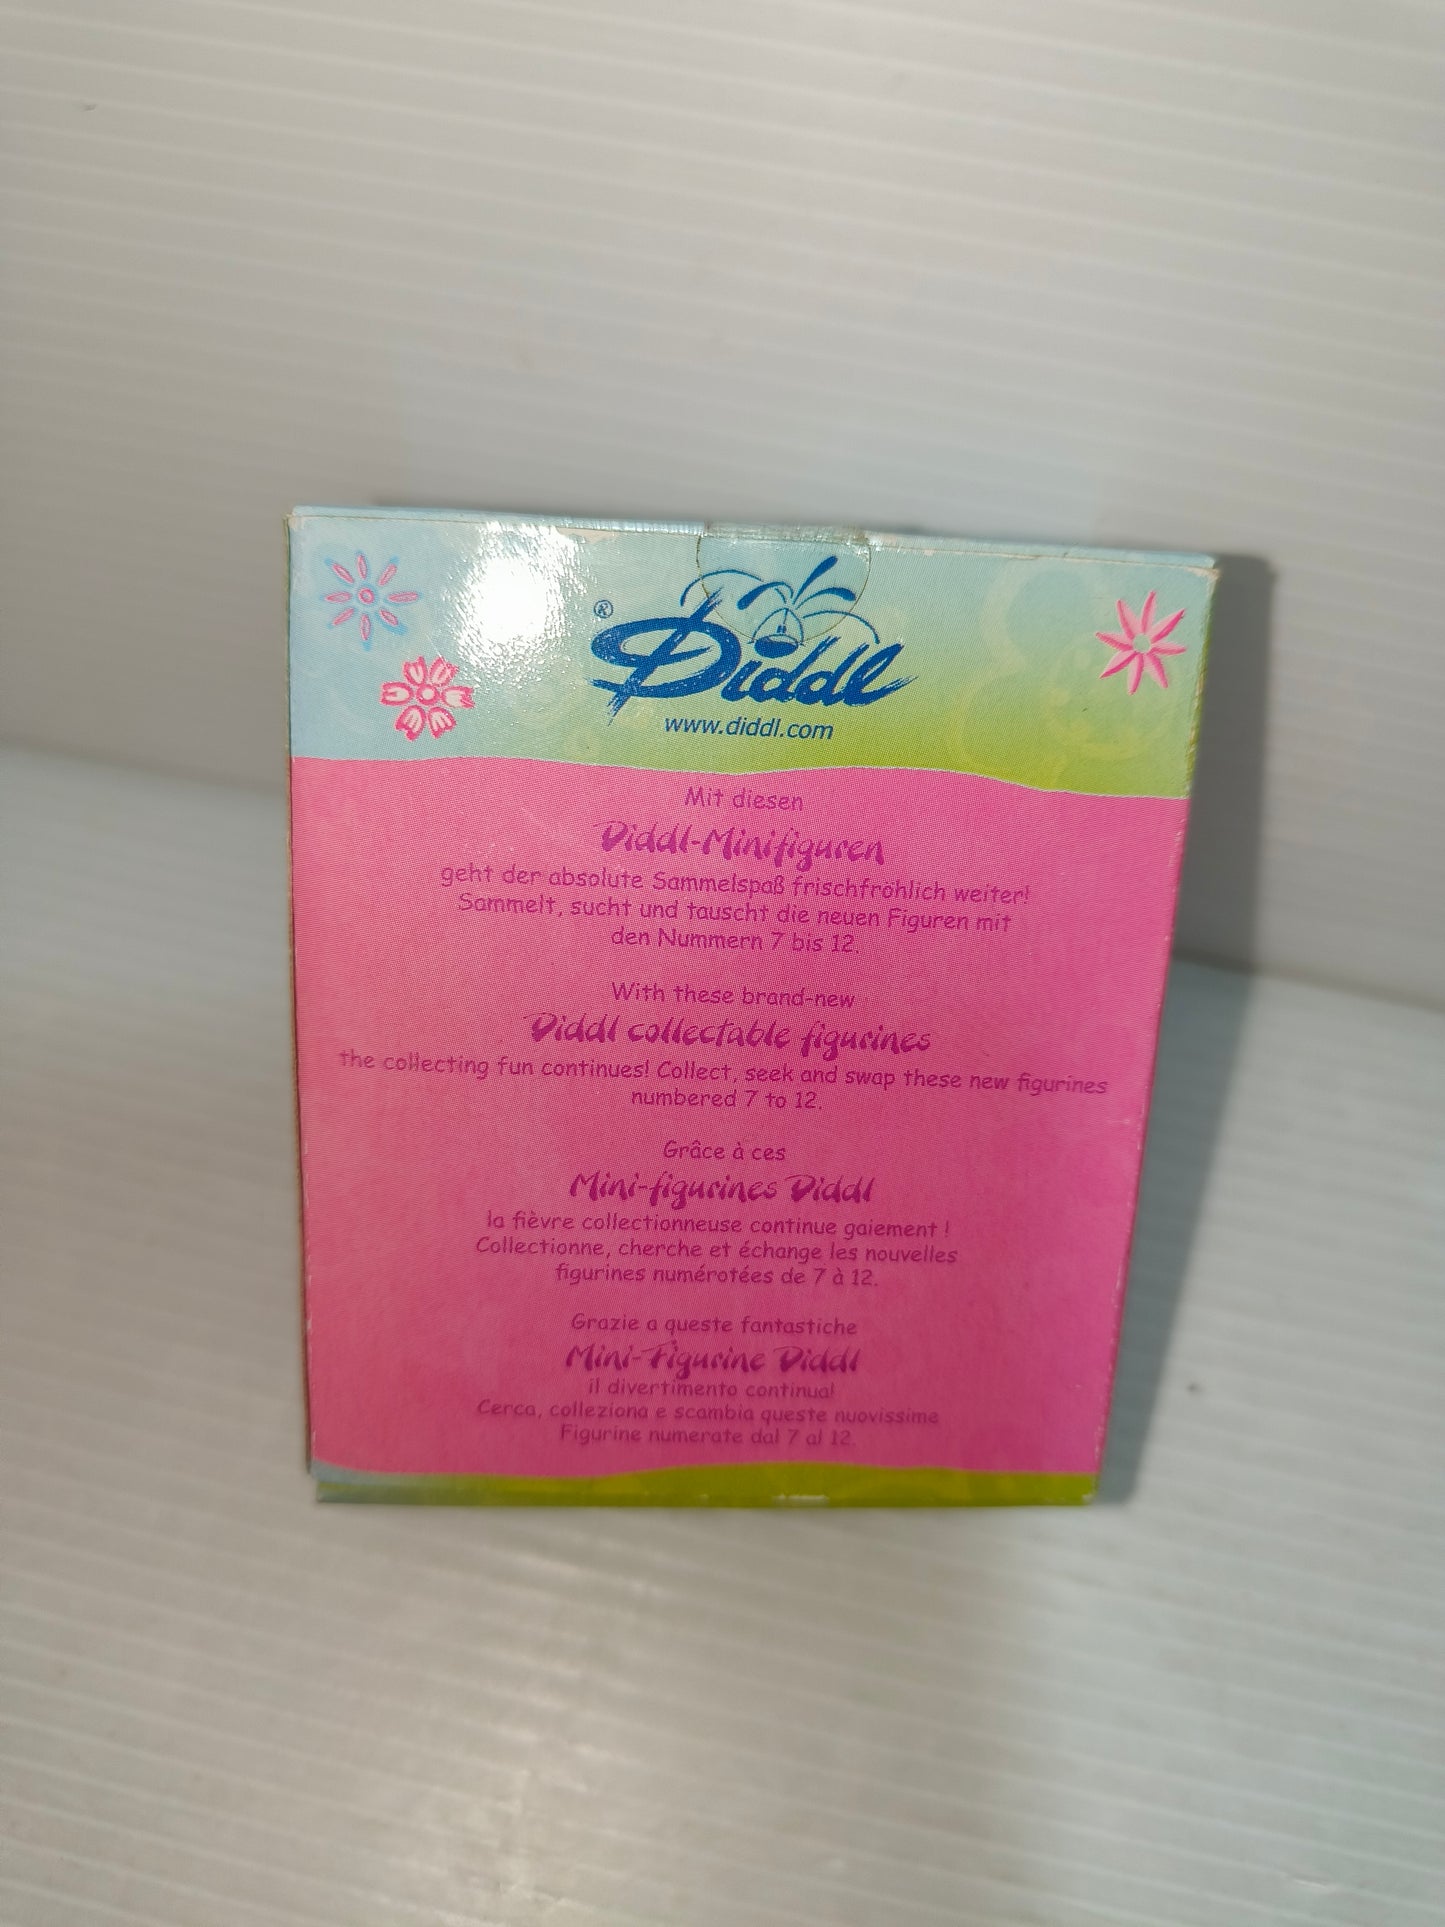 ® Diddl
www.diddl.com
Mit diesen
Diddl-Minifiguren
geht der absolute Sammelspaß frischfröhlich weiter!
Sammelt, sucht und tauscht die neuen Figuren mit
den Nummern 7 bis 12.
With these brand-new
Diddl collectable figurines
the collecting fun continues! Collect, seek and swap these new figurines
numbered 7 to 12.
Grâce à ces
Mini-figurines Diddl
la fièvre collectionneuse continue gaiement !
Collectionne, cherche et échange les nouvelles
figurines numérotées de 7 à 12.
Grazie a queste fantastiche
Mini-Figurine Diddl
il divertimento continua!
Cerca, colleziona e scambia queste nuovissime
Figurine numerate dal 7 al 12.